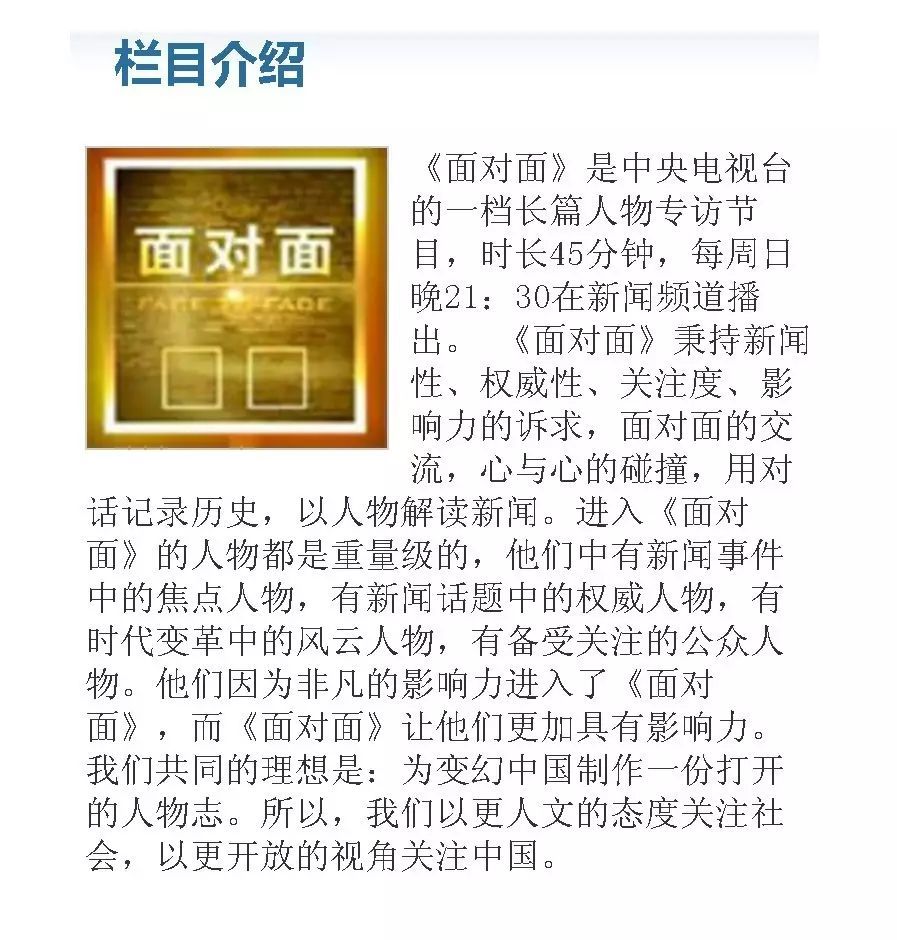 栏目介绍
面对面
FACE TO FACE
《面对面》是中央电视台
的一档长篇人物专访节
目，时长45分钟，每周日
晚21：30在新闻频道播
出。 《面对面》秉持新闻
性、权威性、关注度、影
响力的诉求，面对面的交
流，心与心的碰撞，用对
话记录历史，以人物解读新闻。进入《面对
面》的人物都是重量级的，他们中有新闻事件
中的焦点人物，有新闻话题中的权威人物，有
时代变革中的风云人物，有备受关注的公众人
物。他们因为非凡的影响力进入了《面对
面》，而《面对面》让他们更加具有影响力。
我们共同的理想是：为变幻中国制作一份打开
的人物志。所以，我们以更人文的态度关注社
会，以更开放的视角关注中国。